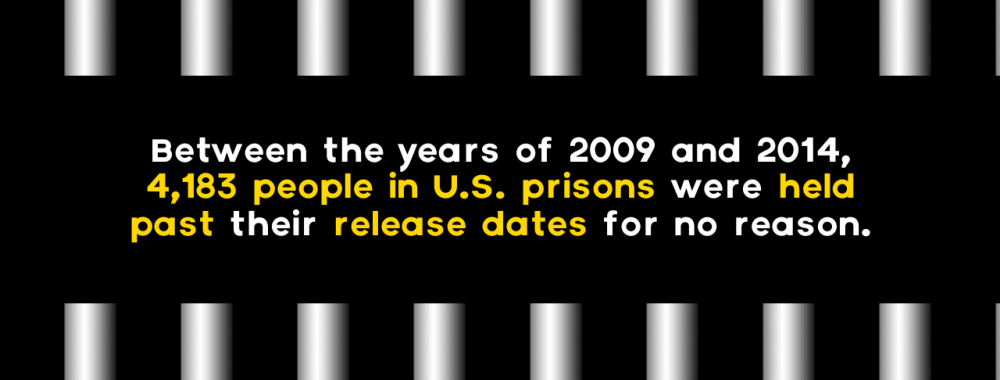 Between the years of 2009 and 2014,
4,183 people in U.S. prisons were held
past their release dates for no reason.